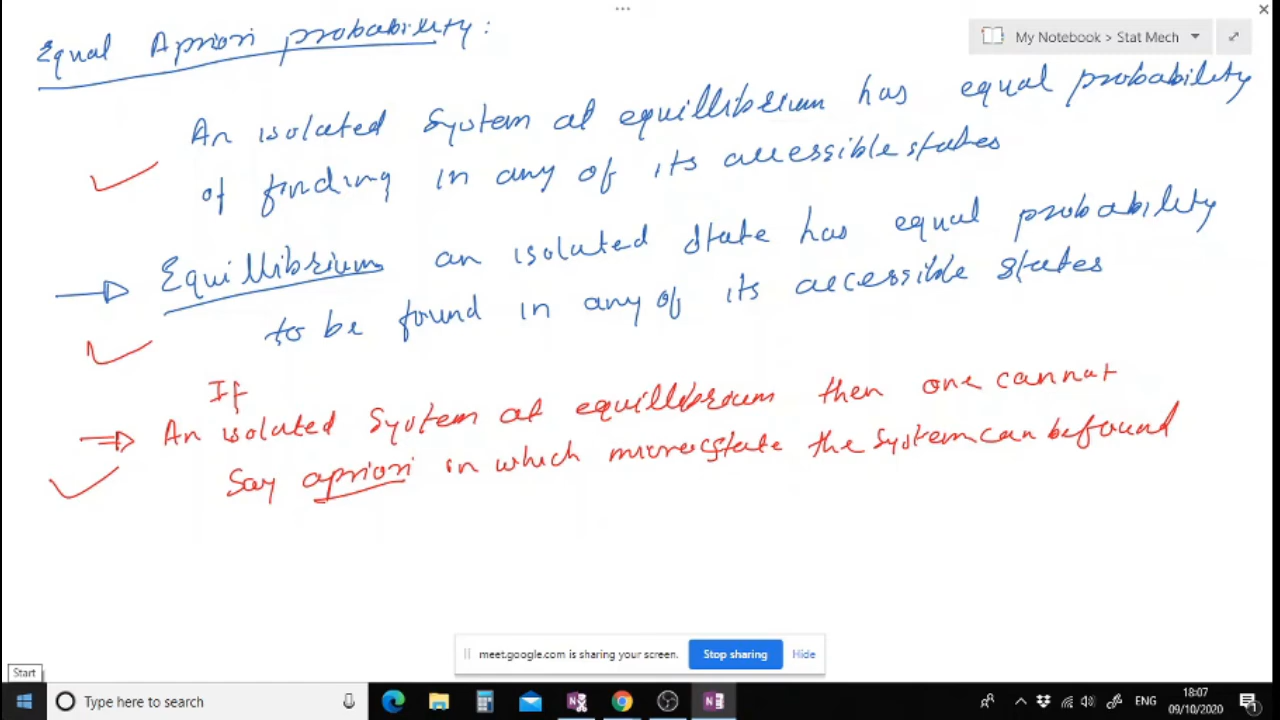 Equal Apriori probability:
My Notebook > Stat Mech
An isolated system at equillibrium has equal probability
of finding in any of its accessible states
Equillibrium an isolated state has equal probability
to be found in any of its accessible states
If
An isolated system at equillibrium then one cannot
say apriori in which microstate the system can be found
meet.google.com is sharing your screen. Stop sharing Hide
Start
Type here to search
ENG
18:07
09/10/2020
1